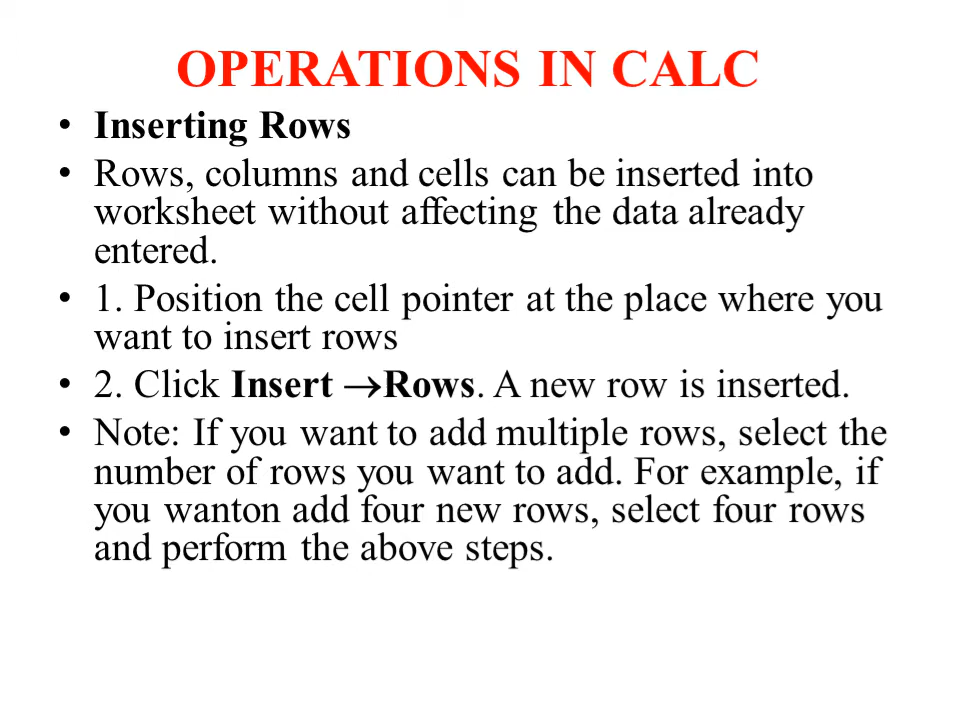 OPERATIONS IN CALC
• Inserting Rows
• Rows, columns and cells can be inserted into
worksheet without affecting the data already
entered.
• 1. Position the cell pointer at the place where you
want to insert rows
• 2. Click Insert →Rows. A new row is inserted.
• Note: If you want to add multiple rows, select the
number of rows you want to add. For example, if
you wanton add four new rows, select four rows
and perform the above steps.